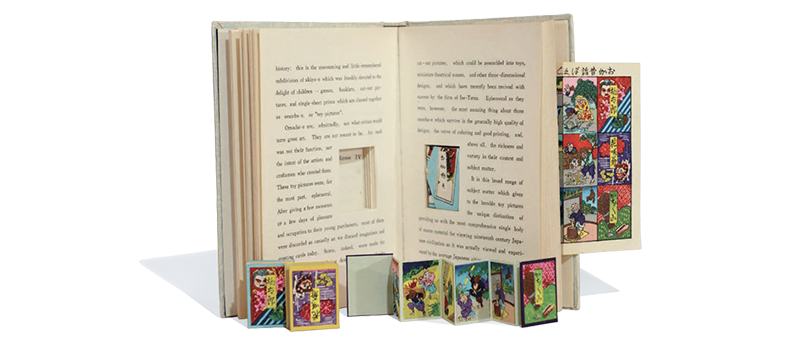 history: this is the unassuming and little-remembered
subdivision of ukiyo-e which was frankly devoted to the
delight of children — games, booklets, cut-out pic-
tures, and single-sheet prints which are classed together
as omocha-e, or "toy pictures".
Omocha-e are, admittedly, not what critics would
term great art. They are not meant to be, for such
was not their function, nor
the intent of the artists and
craftsmen who created them.
These toy pictures were, for
the most part, ephemeral.
After giving a few moments
or a few days of pleasure
and occupation to their young purchasers, most of them
were discarded as casually as we discard magazines and
greeting cards today. Some, indeed, were made
cut-out pictures, which could be assembled into toys,
miniature theatrical scenes, and other three-dimensional
designs, and which have recently been revived with
success by the firm of Ise-Tatsu. Ephemeral as they
were, however, the most amazing thing about those
omocha-e which survive is the generally high quality of
designs, the verve of coloring and good printing, and,
above all, the richness and
variety in their content and
subject matter.
It is this broad range of
subject matter which gives
to the humble toy pictures
the unique distinction of
providing us with the most comprehensive single body
of source material for viewing nineteenth century Japa-
nese civilization as it was actually viewed and experi-
enced by the average Japanese